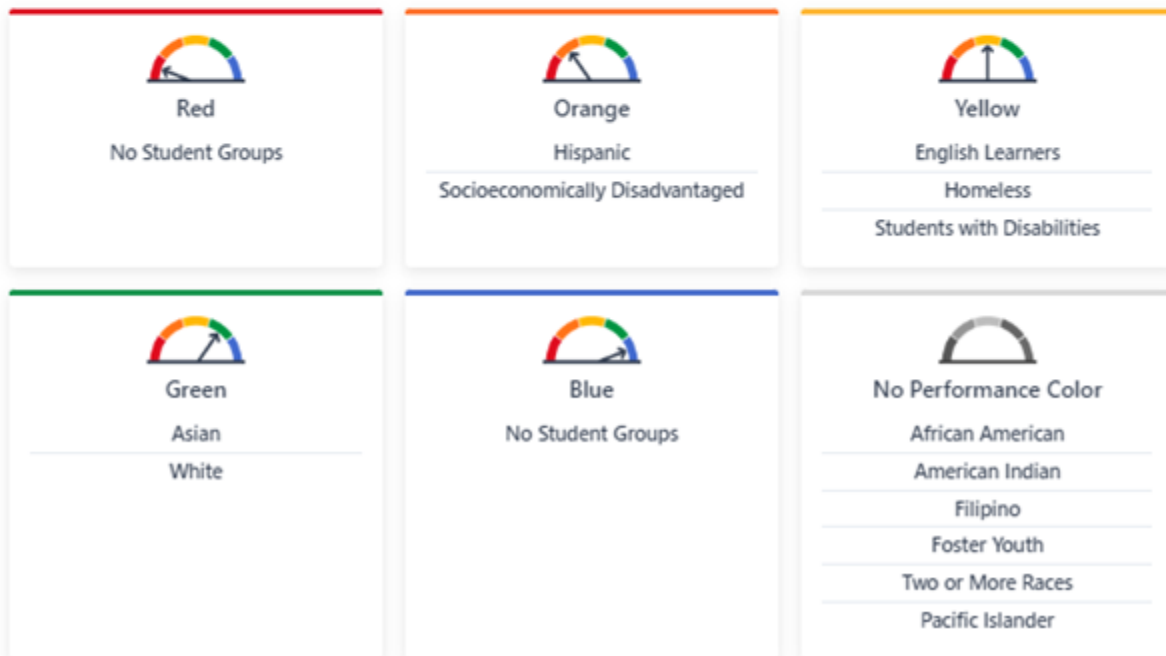 Red
No Student Groups
Orange
Hispanic
Socioeconomically Disadvantaged
Yellow
English Learners
Homeless
Students with Disabilities
Green
Asian
White
Blue
No Student Groups
No Performance Color
African American
American Indian
Filipino
Foster Youth
Two or More Races
Pacific Islander